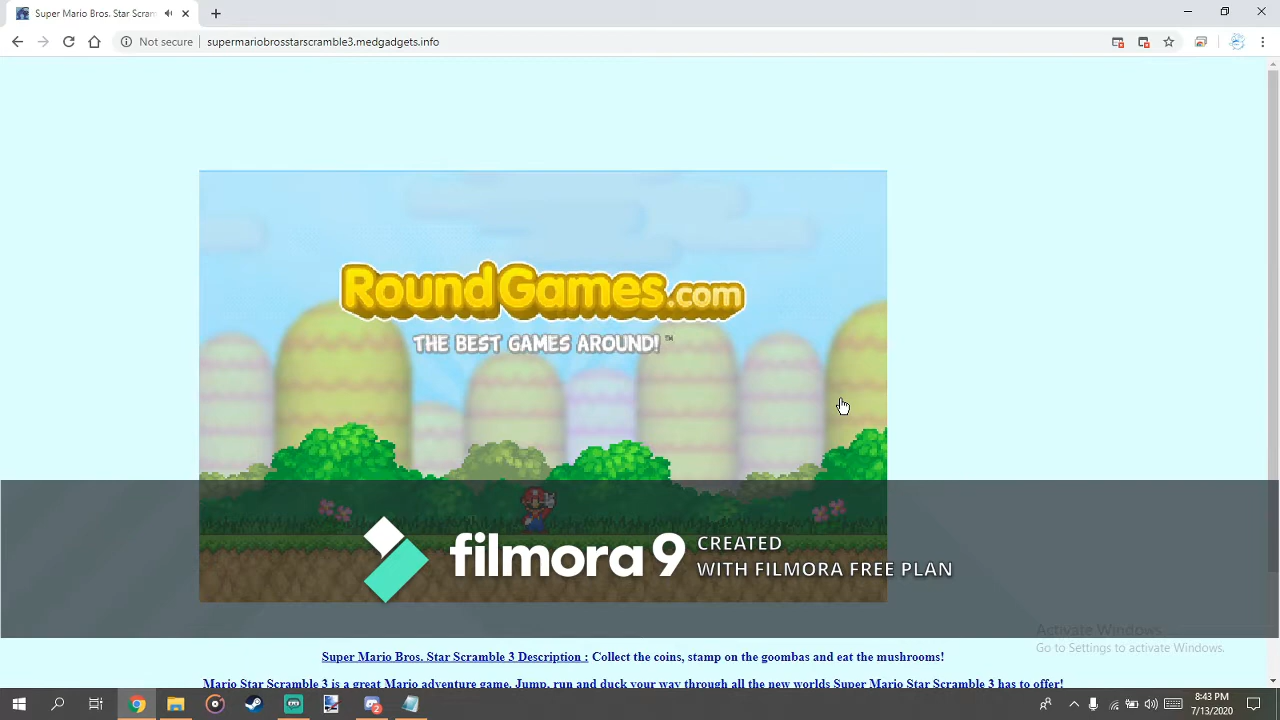 Super Mario Bros. Star Scram
Not secure
supermariobrosstarscramble3.medgadgets.info
RoundGames.com
THE BEST GAMES AROUND! ™
filmora 9
CREATED
WITH FILMORA FREE PLAN
Activate Windows
Go to Settings to activate Windows.
Super Mario Bros. Star Scramble 3 Description : Collect the coins, stamp on the goombas and eat the mushrooms!
Mario Star Scramble 3 is a great Mario adventure game. Jump, run and duck your way through all the new worlds Super Mario Star Scramble 3 has to offer!
8:43 PM
7/13/2020